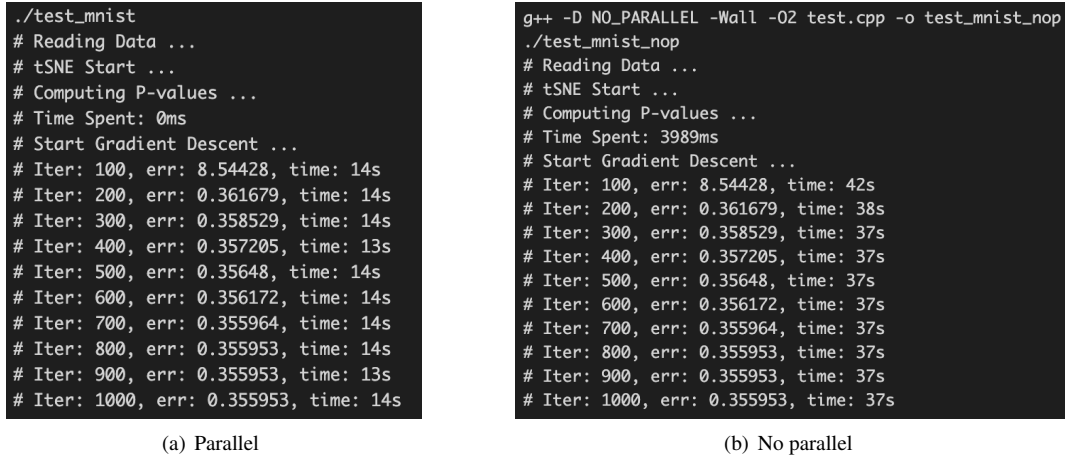 ./test_mnist
# Reading Data ...
# tSNE Start ...
# Computing P-values ...
# Time Spent: 0ms
# Start Gradient Descent ...
# Iter: 100, err: 8.54428, time: 14s
# Iter: 200, err: 0.361679, time: 14s
# Iter: 300, err: 0.358529, time: 14s
# Iter: 400, err: 0.357205, time: 13s
# Iter: 500, err: 0.35648, time: 14s
# Iter: 600, err: 0.356172, time: 14s
# Iter: 700, err: 0.355964, time: 14s
# Iter: 800, err: 0.355953, time: 14s
# Iter: 900, err: 0.355953, time: 13s
# Iter: 1000, err: 0.355953, time: 14s
(a) Parallel
g++ -D NO_PARALLEL -Wall -O2 test.cpp -o test_mnist_nop
./test_mnist_nop
# Reading Data ...
# tSNE Start ...
# Computing P-values ...
# Time Spent: 3989ms
# Start Gradient Descent ...
# Iter: 100, err: 8.54428, time: 42s
# Iter: 200, err: 0.361679, time: 38s
# Iter: 300, err: 0.358529, time: 37s
# Iter: 400, err: 0.357205, time: 37s
# Iter: 500, err: 0.35648, time: 37s
# Iter: 600, err: 0.356172, time: 37s
# Iter: 700, err: 0.355964, time: 37s
# Iter: 800, err: 0.355953, time: 37s
# Iter: 900, err: 0.355953, time: 37s
# Iter: 1000, err: 0.355953, time: 37s
(b) No parallel